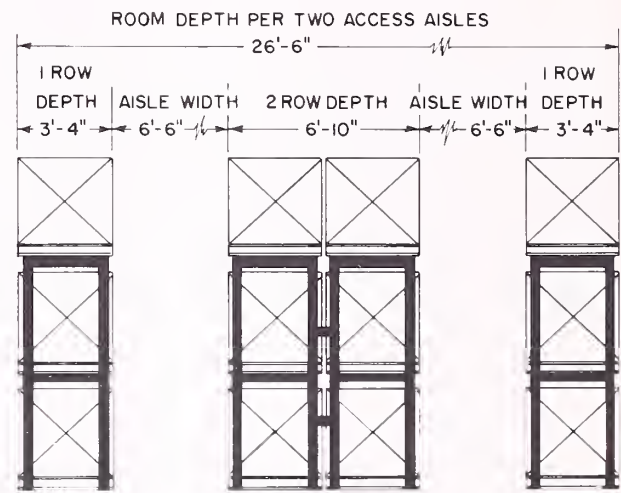 ROOM DEPTH PER TWO ACCESS AISLES
26'-6"
1 ROW DEPTH
AISLE WIDTH
2 ROW DEPTH
AISLE WIDTH
1 ROW DEPTH
3'-4"
6'-6"
6'-10"
6'-6"
3'-4"